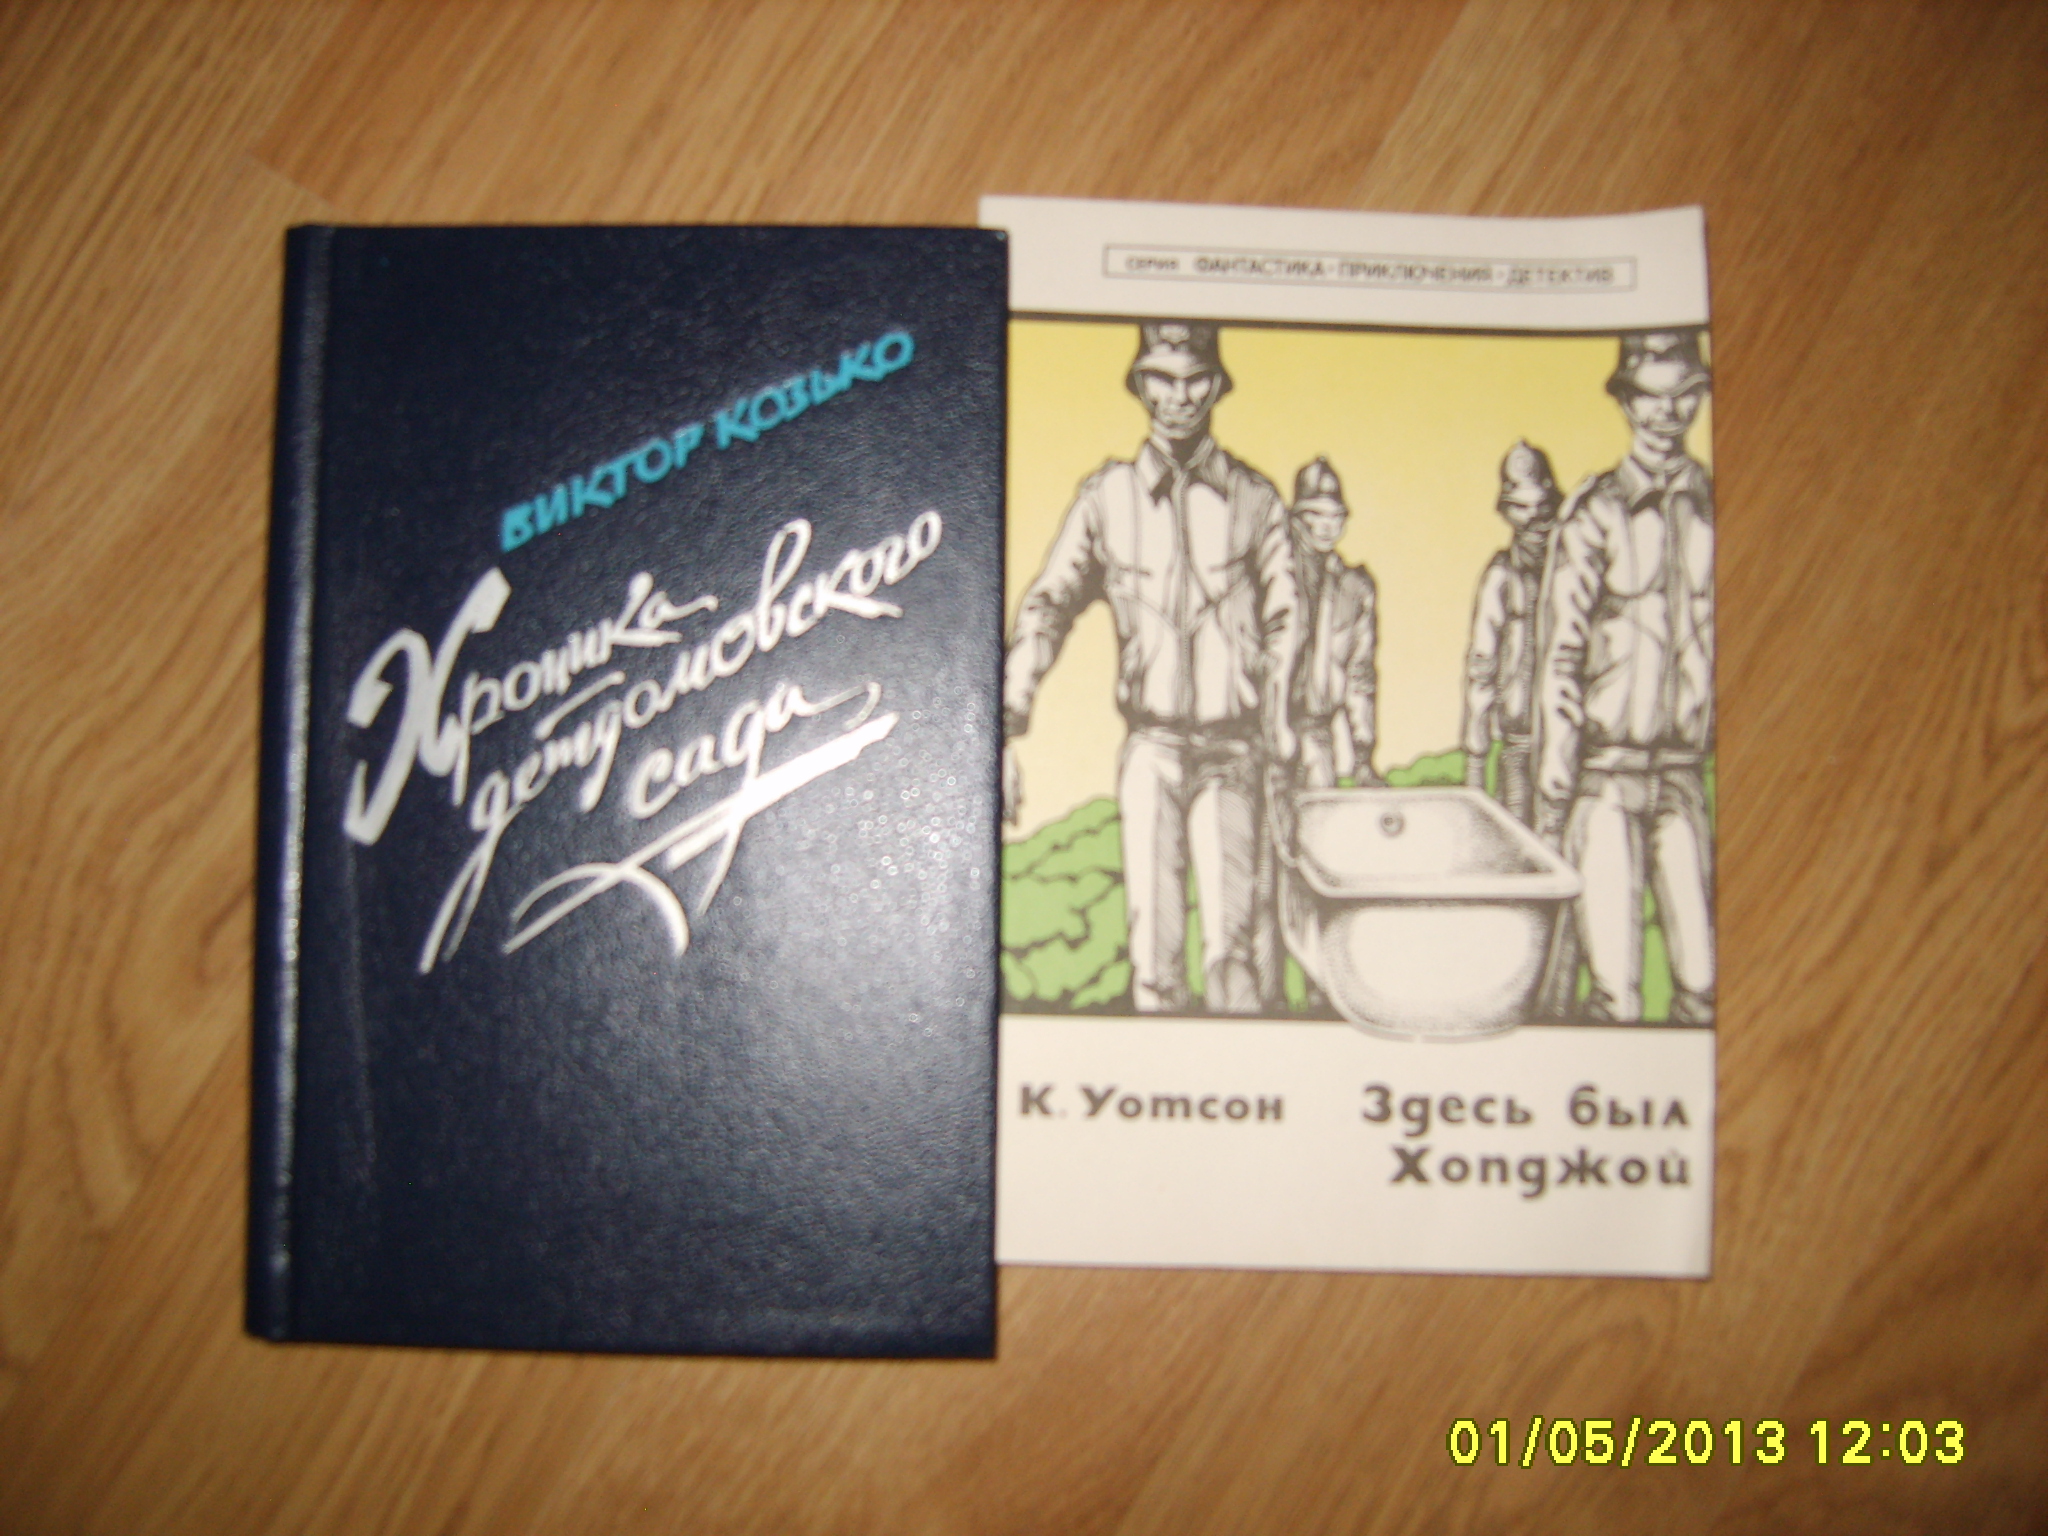 ВИКТОР КОЗЬКО
Хроника
детдомовского
сада
СЕРИЯ ФАНТАСТИКА·ПРИКЛЮЧЕНИЯ·ДЕТЕКТИВ
К. Уотсон
Здесь был
Хопджой
01/05/2013 12:03